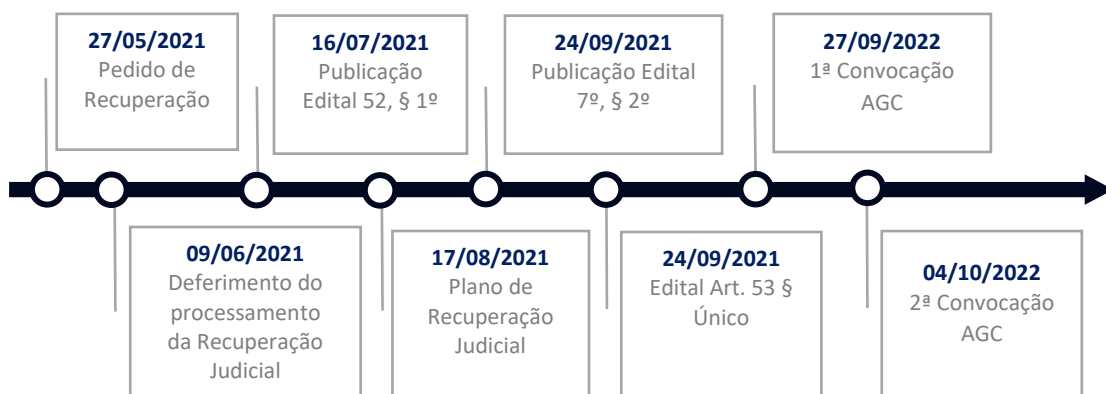 27/05/2021
Pedido de
Recuperação
16/07/2021
Publicação
Edital 52, § 1º
24/09/2021
Publicação Edital
7º, § 2º
27/09/2022
1ª Convocação
AGC
09/06/2021
Deferimento do
processamento
da Recuperação
Judicial
17/08/2021
Plano de
Recuperação
Judicial
24/09/2021
Edital Art. 53 §
Único
04/10/2022
2ª Convocação
AGC